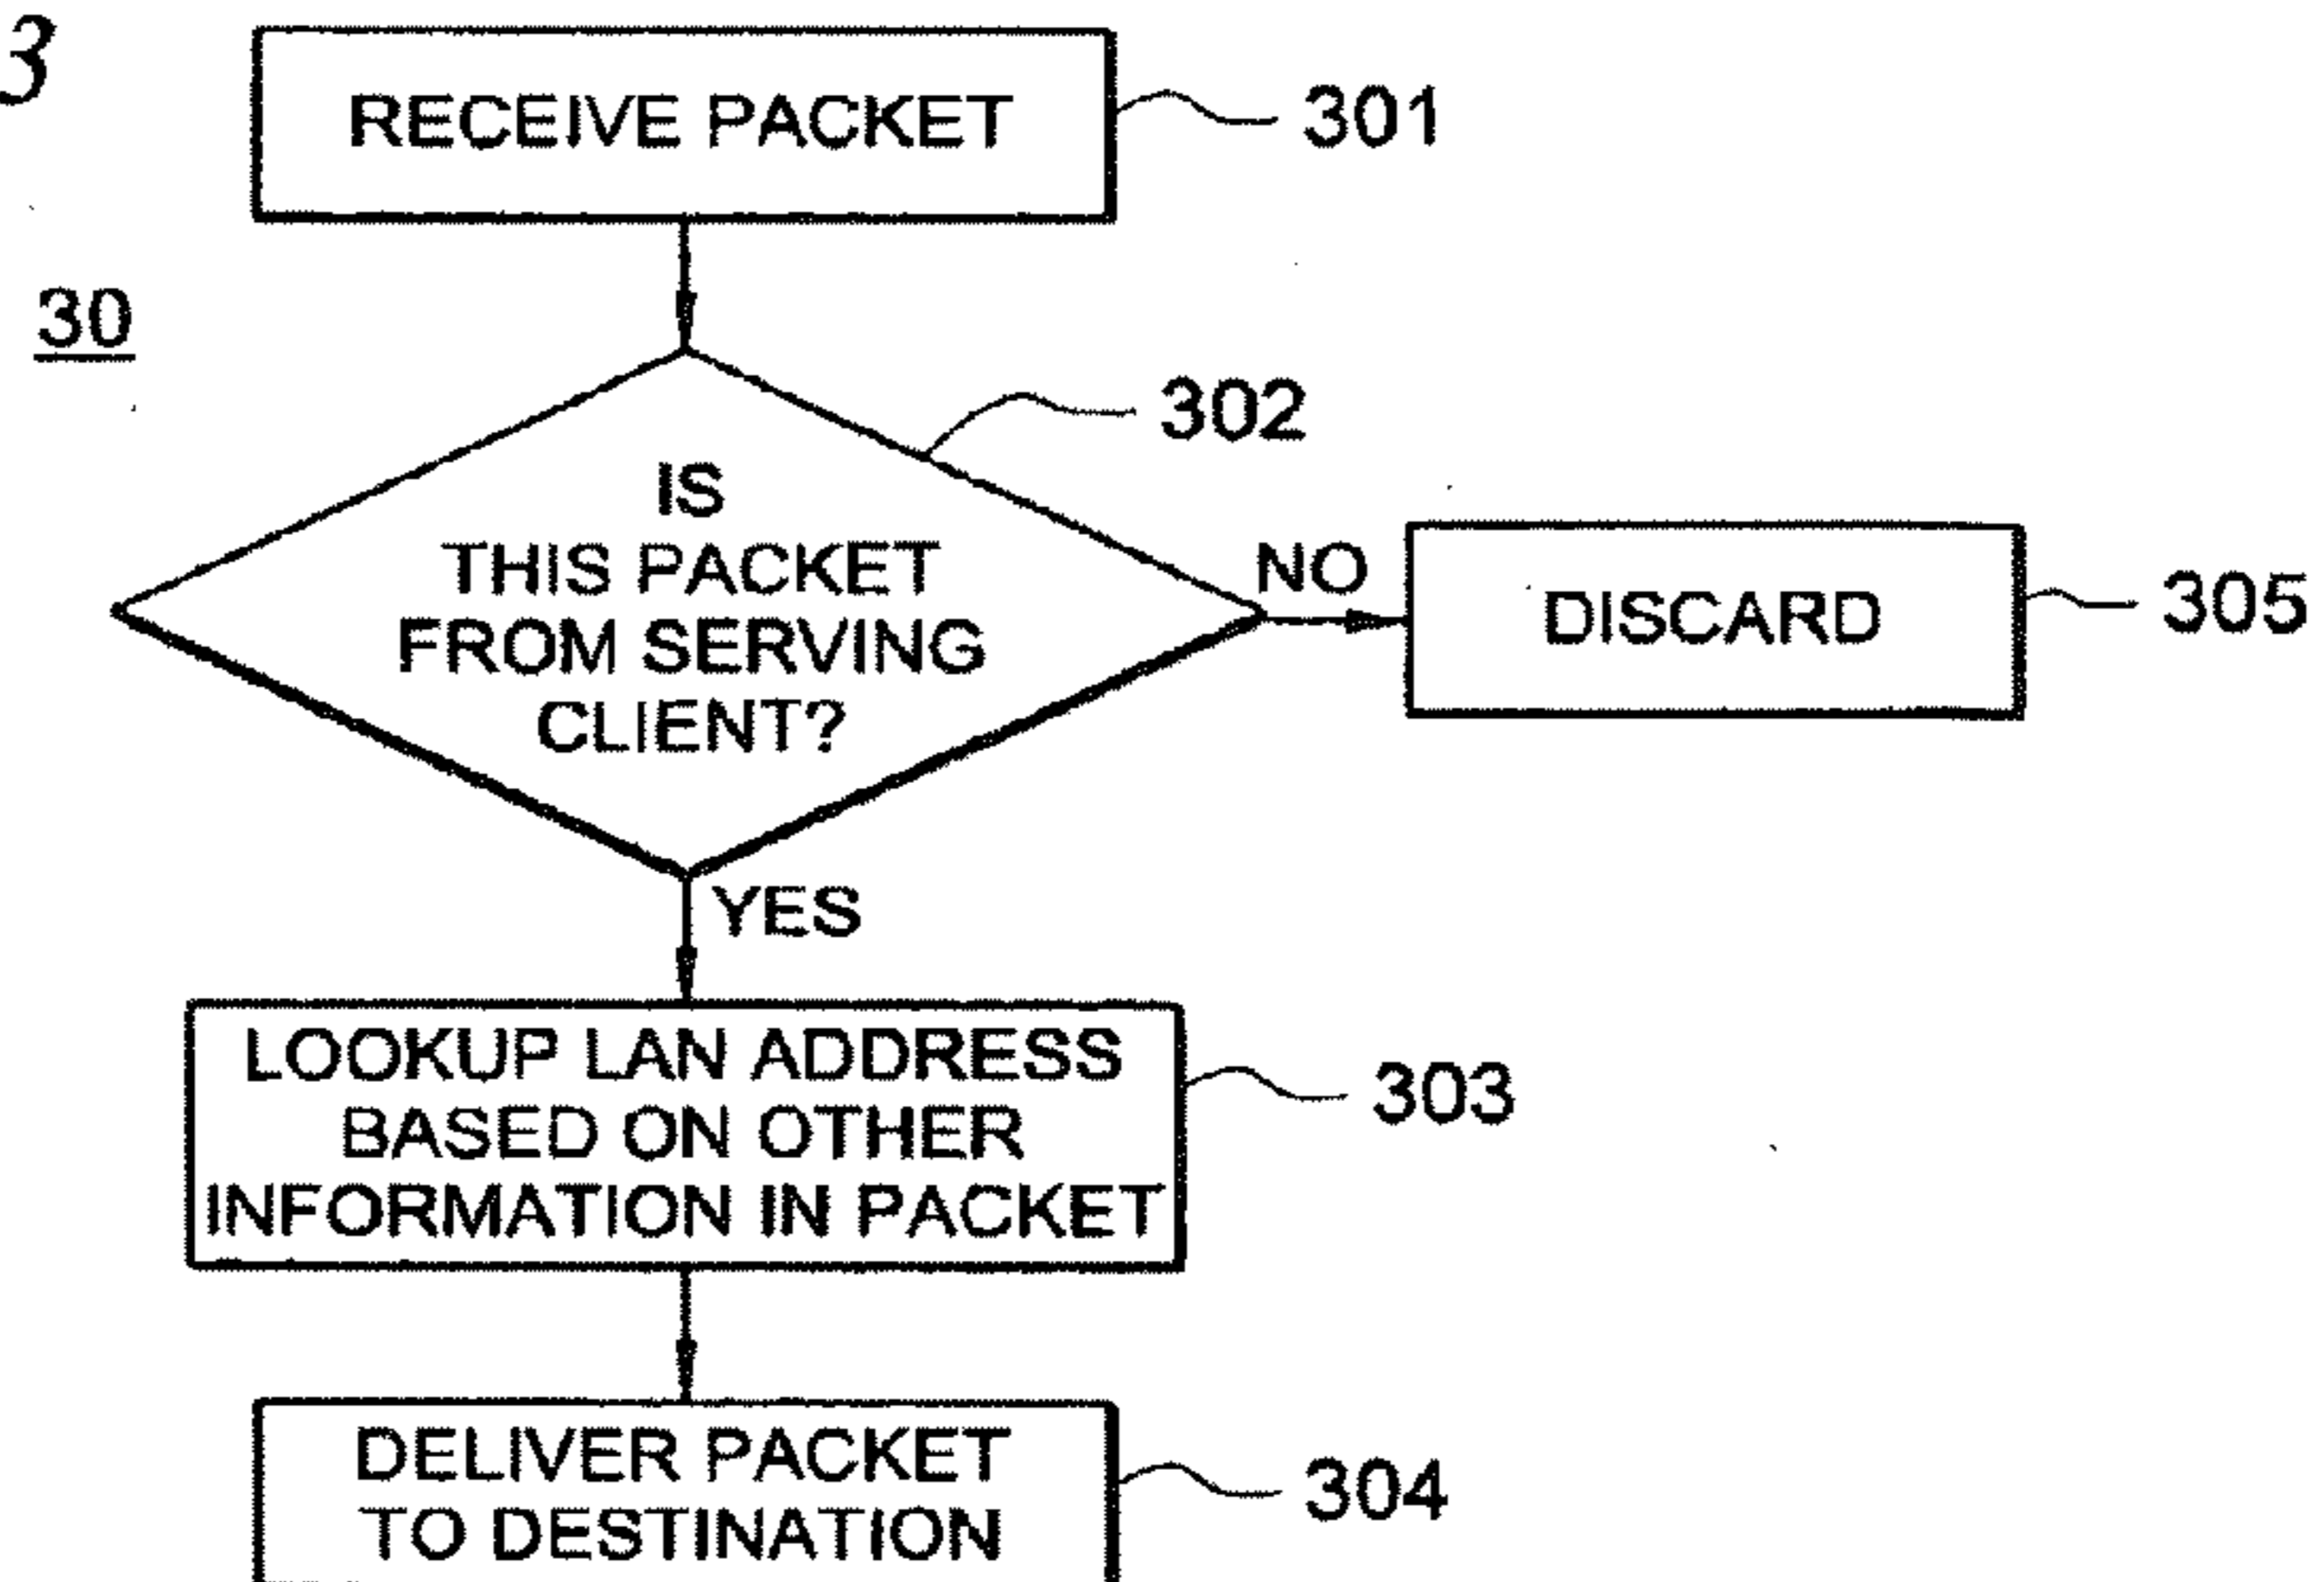 3
RECEIVE PACKET
301
30
302
IS
THIS PACKET
FROM SERVING
CLIENT?
NO
DISCARD
305
YES
LOOKUP LAN ADDRESS
BASED ON OTHER
INFORMATION IN PACKET
303
DELIVER PACKET
TO DESTINATION
304